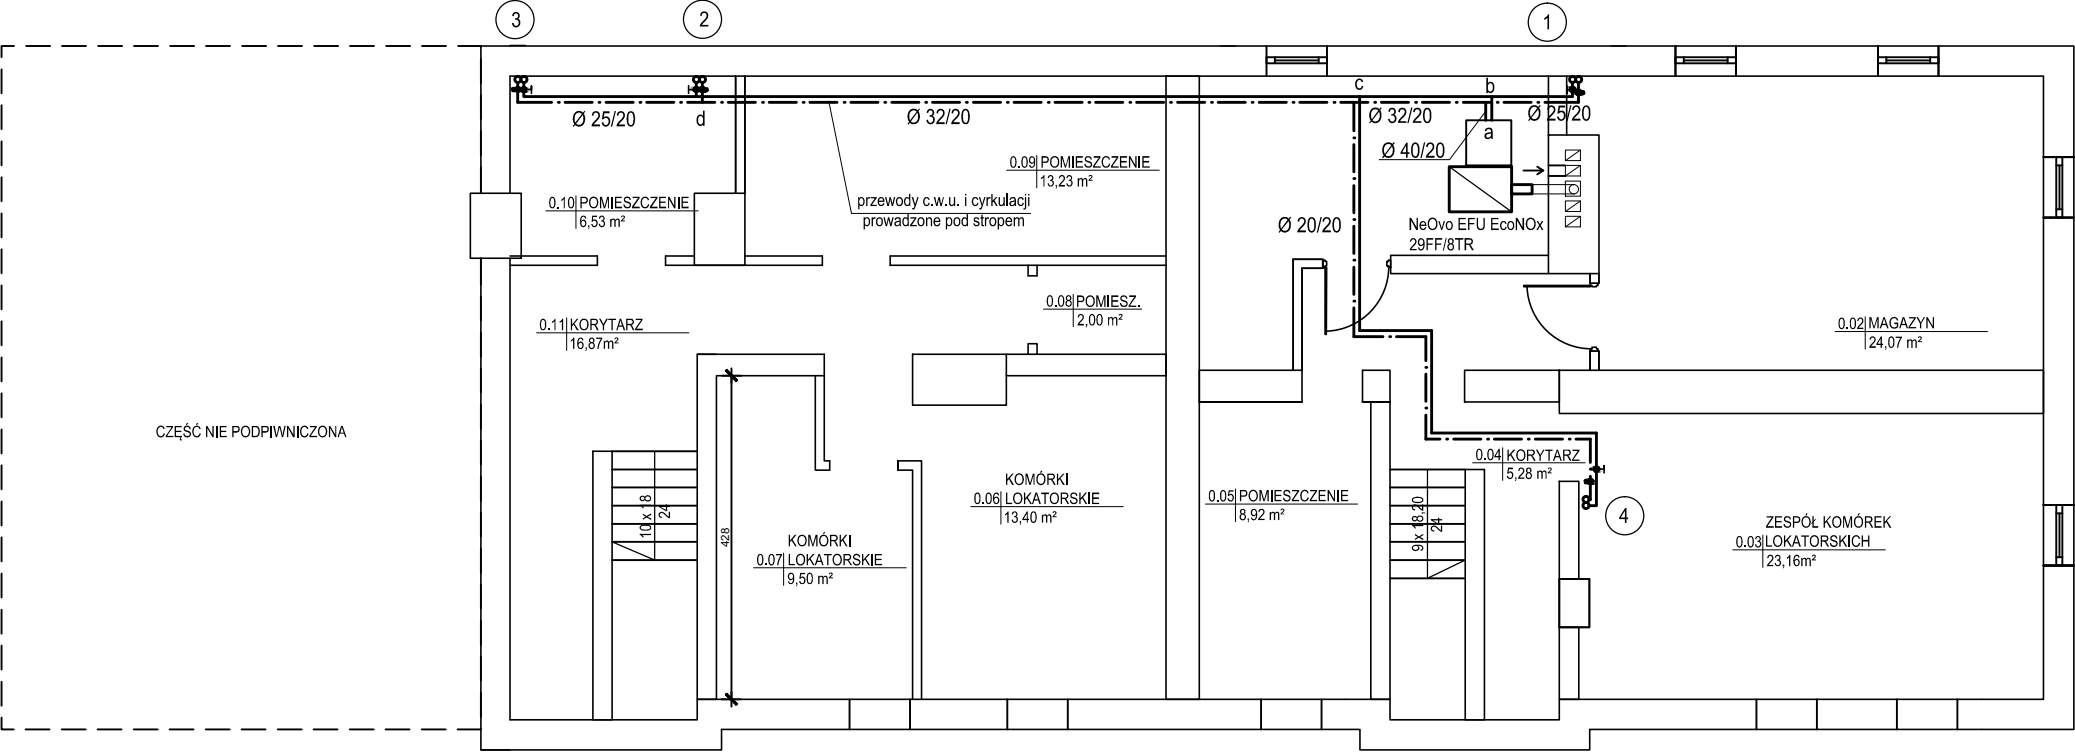 3
2
1
c
b
Ø 25/20
d
Ø 32/20
Ø 32/20
Ø 25/20
a
Ø 40/20
0.09 POMIESZCZENIE
13,23 m²
przewody c.w.u. i cyrkulacji
prowadzone pod stropem
0.10 POMIESZCZENIE
6,53 m²
Ø 20/20
NeOvo EFU EcoNOx
29FF/8TR
0.08 POMIESZ.
2,00 m²
0.11 KORYTARZ
16,87m²
0.02 MAGAZYN
24,07 m²
CZĘŚĆ NIE PODPIWNICZONA
428
10 x 18
24
KOMÓRKI
0.07 LOKATORSKIE
9,50 m²
KOMÓRKI
0.06 LOKATORSKIE
13,40 m²
0.05 POMIESZCZENIE
8,92 m²
9 x 18,20
24
0.04 KORYTARZ
5,28 m²
4
ZESPÓŁ KOMÓREK
0.03 LOKATORSKICH
23,16m²